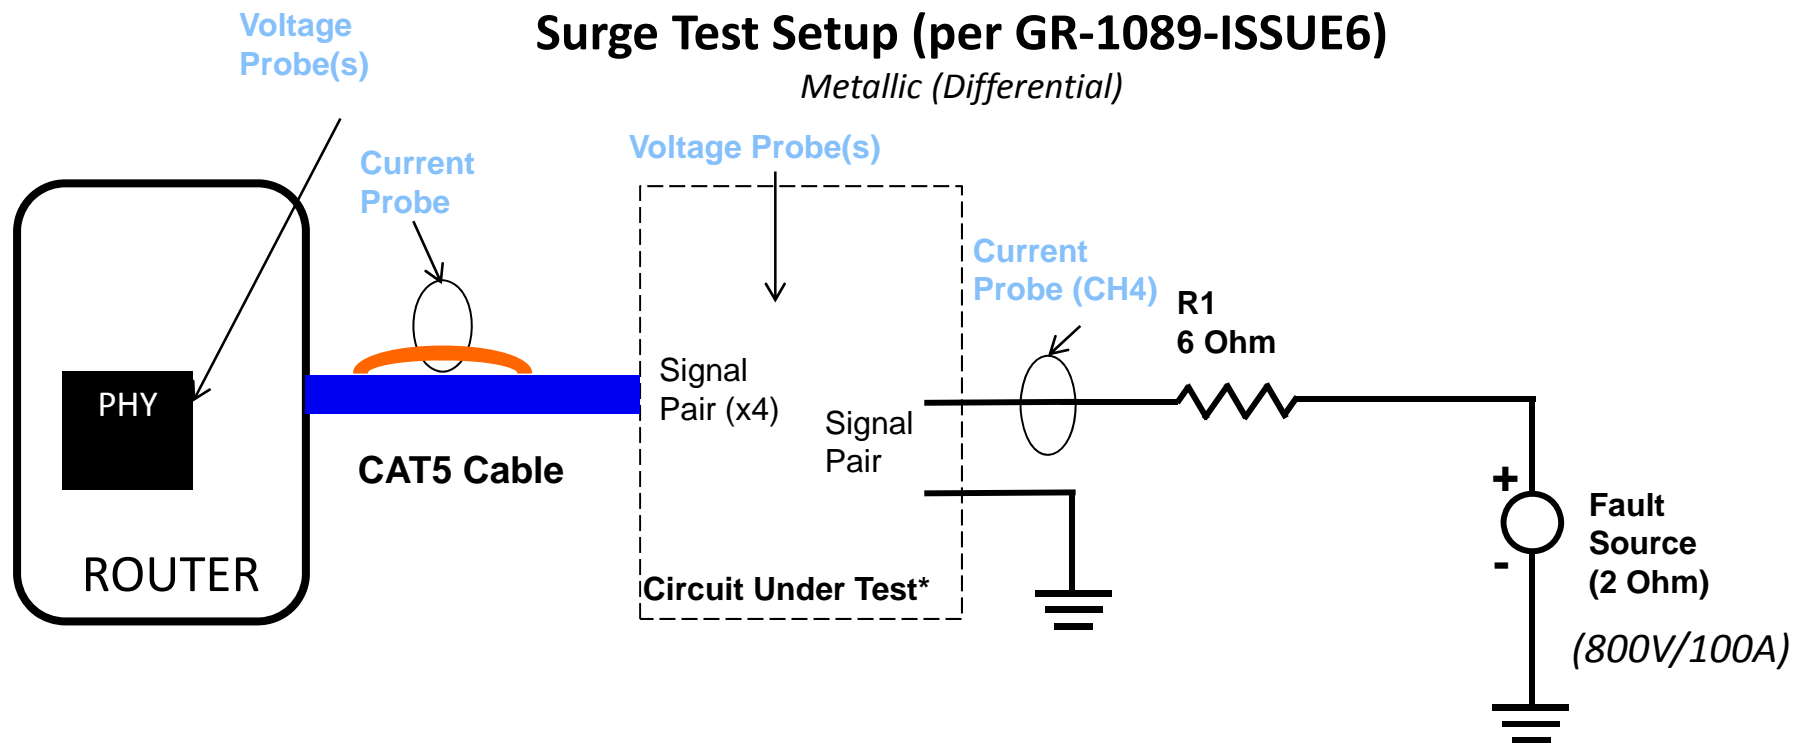 Surge Test Setup (per GR-1089-ISSUE6)
Metallic (Differential)
Voltage
Probe(s)
Current
Probe
Voltage Probe(s)
Current
Probe (CH4)
R1
6 Ohm
PHY
ROUTER
CAT5 Cable
Signal
Pair (x4)
Signal
Pair
Circuit Under Test*
+
-
Fault
Source
(2 Ohm)
(800V/100A)